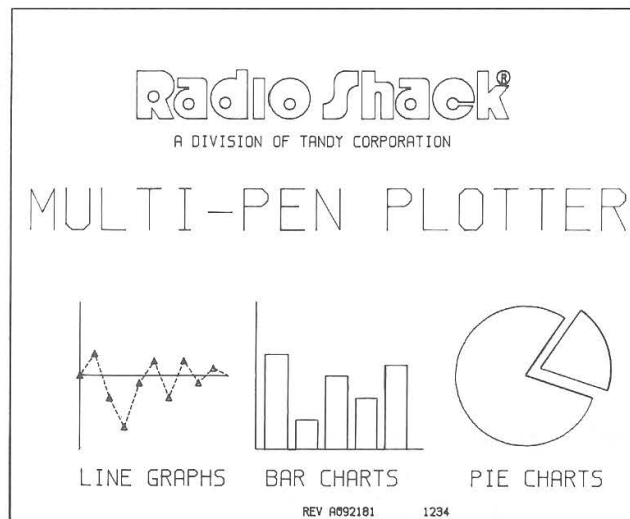 Radio Shack®
A DIVISION OF TANDY CORPORATION
MULTI-PEN PLOTTER
LINE GRAPHS BAR CHARTS PIE CHARTS
REV A092181 1234